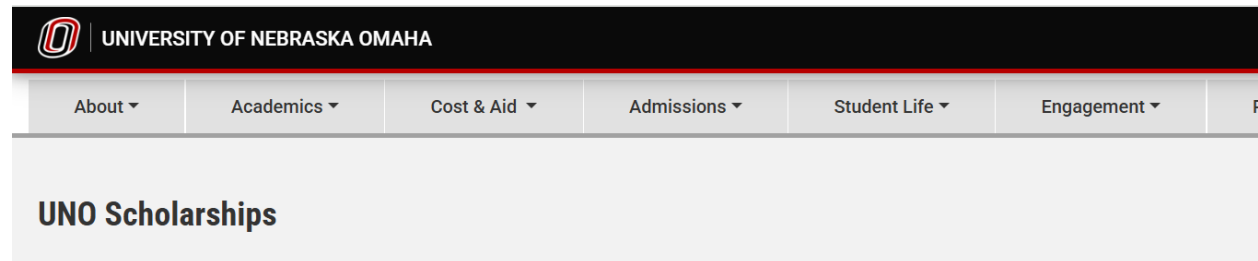 UNIVERSITY OF NEBRASKA OMAHA
About Academics Cost & Aid Admissions Student Life Engagement
UNO Scholarships